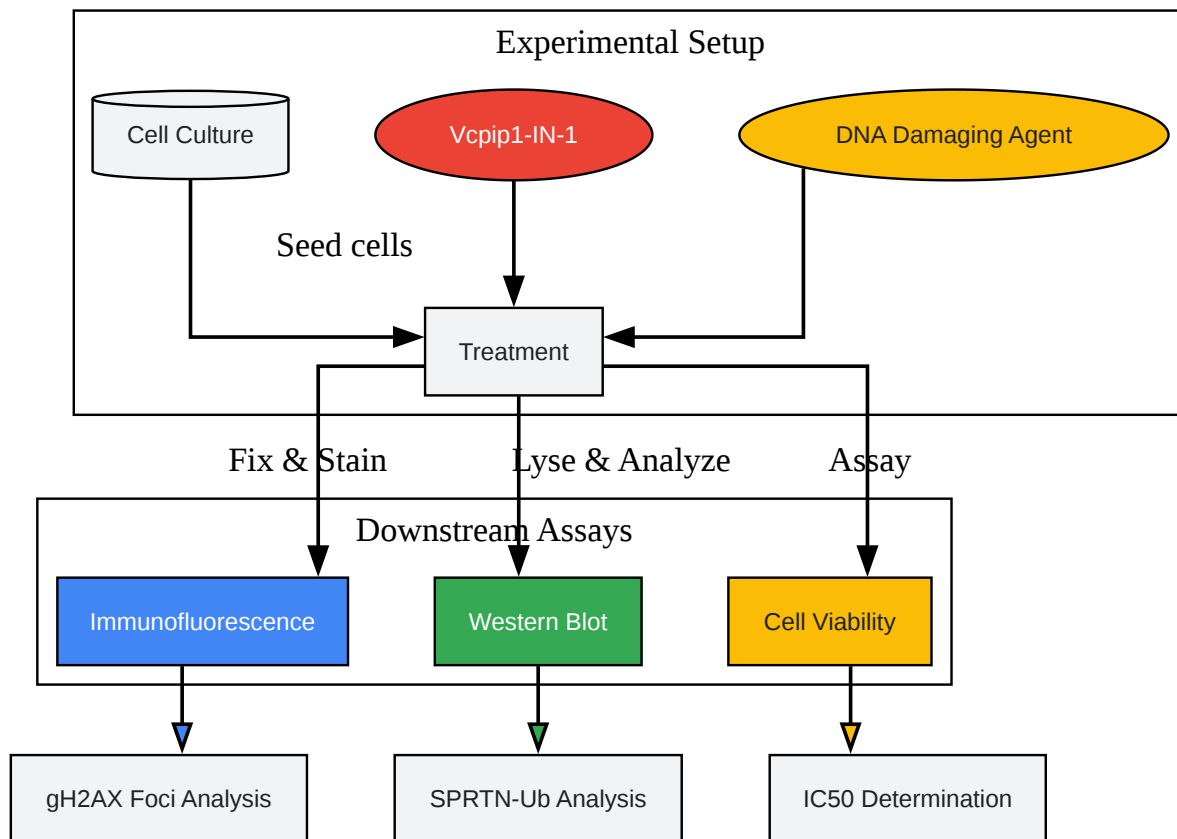 Experimental Setup
Cell Culture
Vcpip1-IN-1
DNA Damaging Agent
Seed cells
Treatment
Fix & Stain
Lyse & Analyze
Assay
Downstream Assays
Immunofluorescence
Western Blot
Cell Viability
gH2AX Foci Analysis
SPRTN-Ub Analysis
IC50 Determination